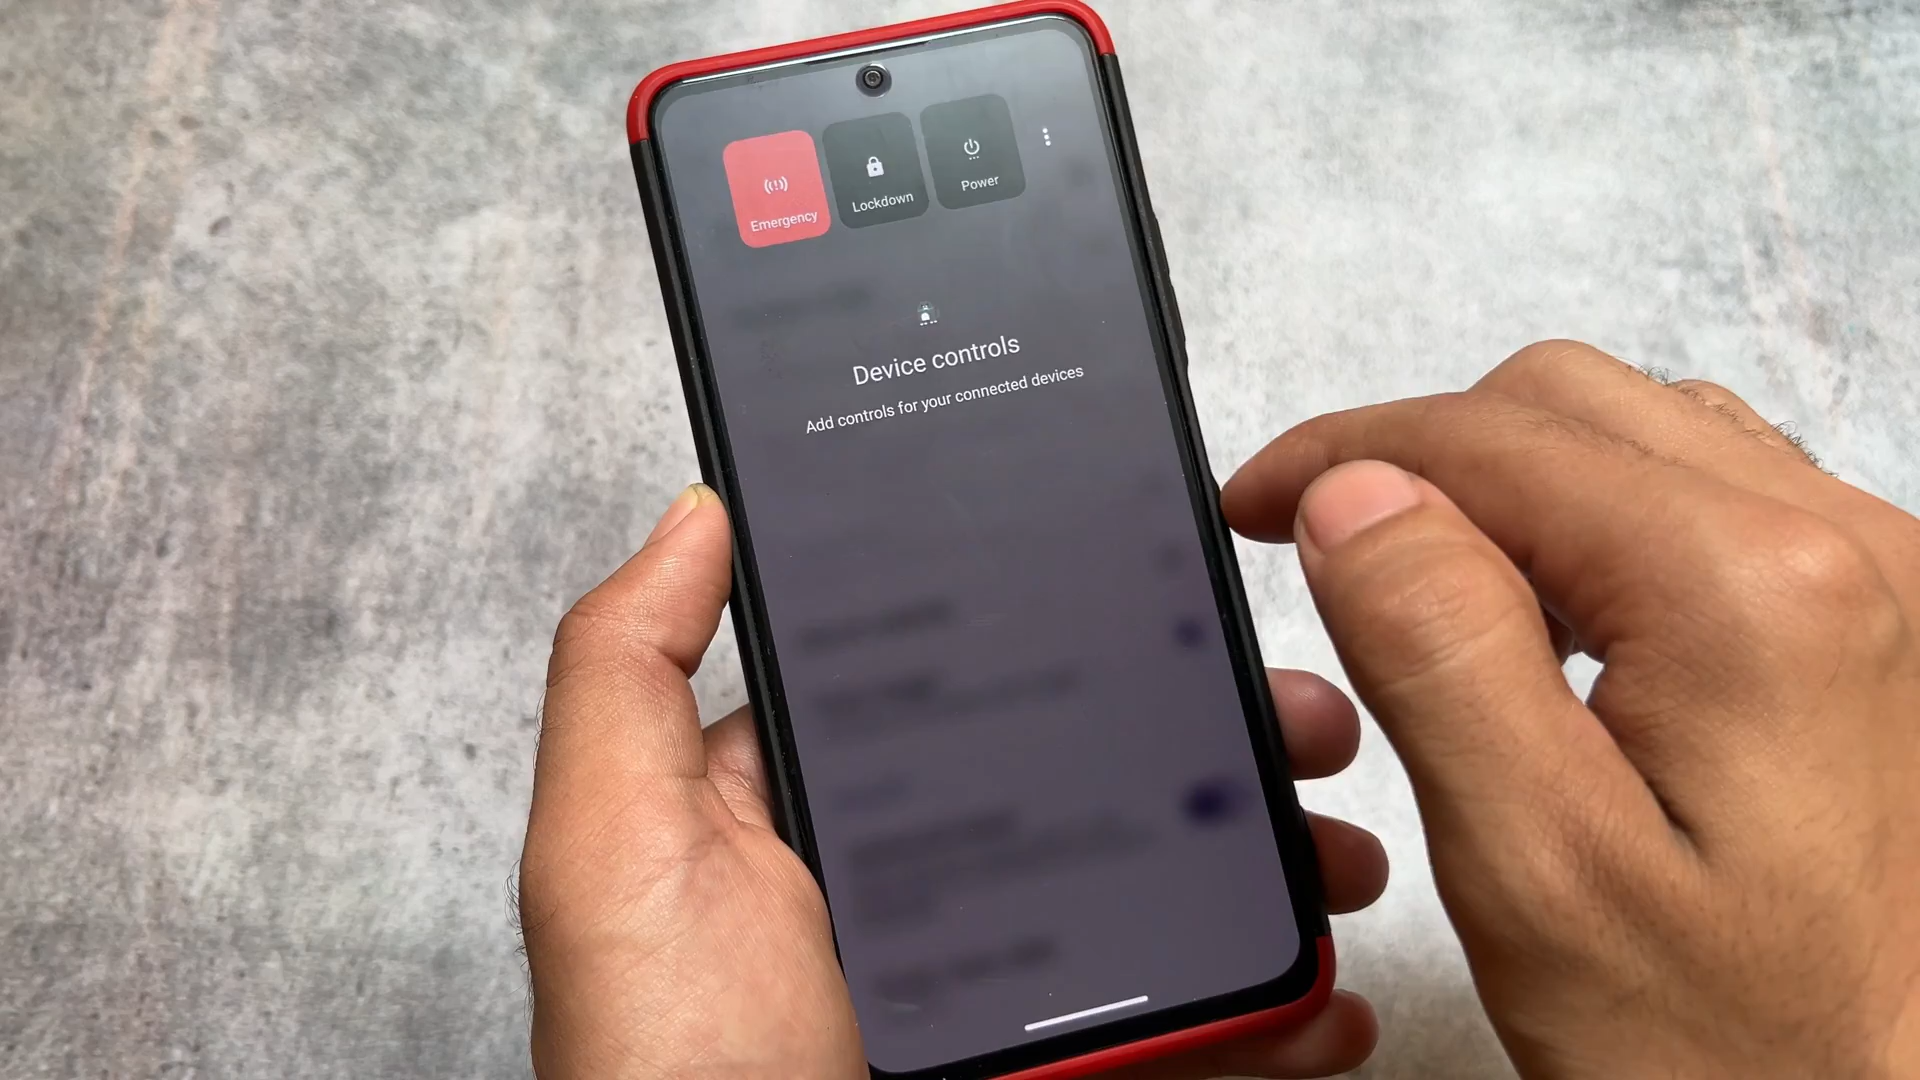 Emergency
Lockdown
Power
Device controls
Add controls for your connected devices